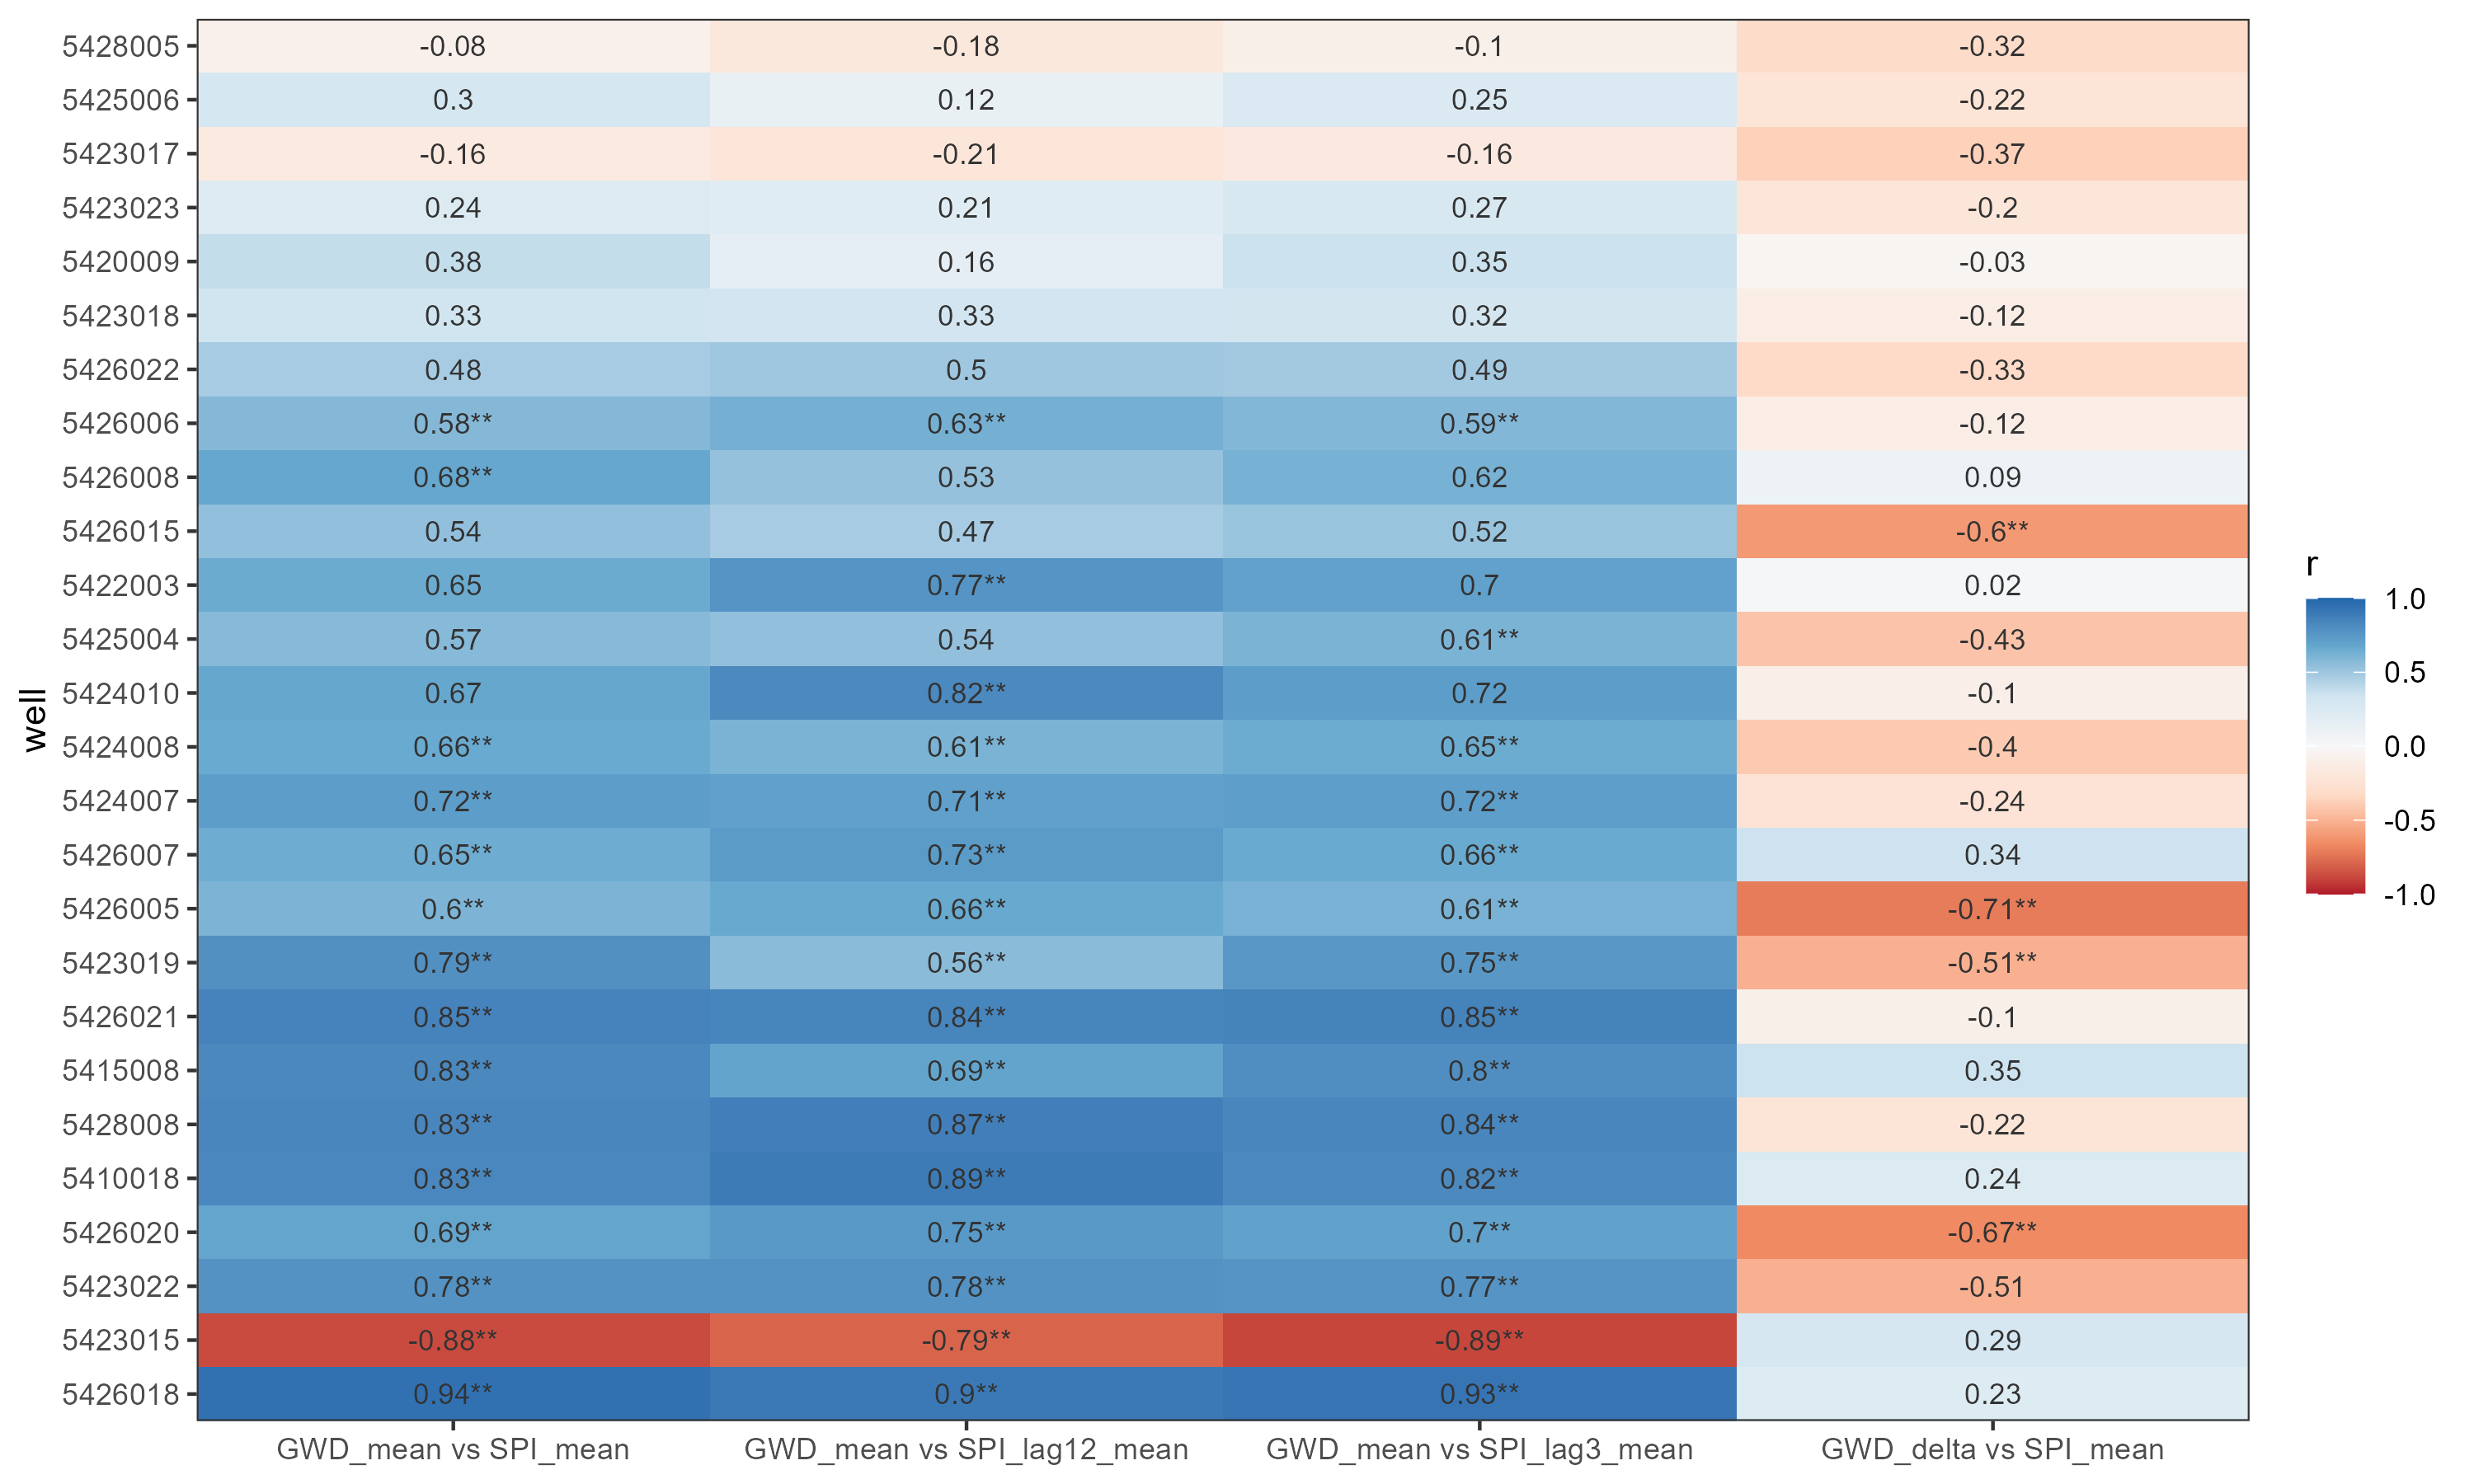 5428005 -0.08 -0.18 -0.1 -0.32
5425006 0.3 0.12 0.25 -0.22
5423017 -0.16 -0.21 -0.16 -0.37
5423023 0.24 0.21 0.27 -0.2
5420009 0.38 0.16 0.35 -0.03
5423018 0.33 0.33 0.32 -0.12
5426022 0.48 0.5 0.49 -0.33
5426006 0.58** 0.63** 0.59** -0.12
5426008 0.68** 0.53 0.62 0.09
5426015 0.54 0.47 0.52 -0.6**
5422003 0.65 0.77** 0.7 0.02
5425004 0.57 0.54 0.61** -0.43
5424010 0.67 0.82** 0.72 -0.1
5424008 0.66** 0.61** 0.65** -0.4
5424007 0.72** 0.71** 0.72** -0.24
5426007 0.65** 0.73** 0.66** 0.34
5426005 0.6** 0.66** 0.61** -0.71**
5423019 0.79** 0.56** 0.75** -0.51**
5426021 0.85** 0.84** 0.85** -0.1
5415008 0.83** 0.69** 0.8** 0.35
5428008 0.83** 0.87** 0.84** -0.22
5410018 0.83** 0.89** 0.82** 0.24
5426020 0.69** 0.75** 0.7** -0.67**
5423022 0.78** 0.78** 0.77** -0.51
5423015 -0.88** -0.79** -0.89** 0.29
5426018 0.94** 0.9** 0.93** 0.23
GWD_mean vs SPI_mean GWD_mean vs SPI_lag12_mean GWD_mean vs SPI_lag3_mean GWD_delta vs SPI_mean
well
r
1.0
0.5
0.0
-0.5
-1.0